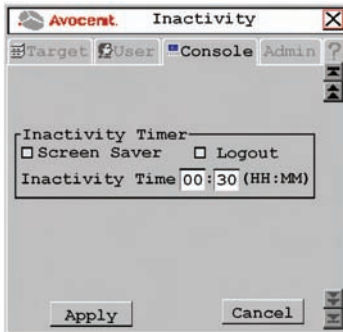 Avocent. Inactivity
Target User Console Admin ?
Inactivity Timer
Screen Saver Logout
Inactivity Time 00:30 (HH:MM)
Apply Cancel